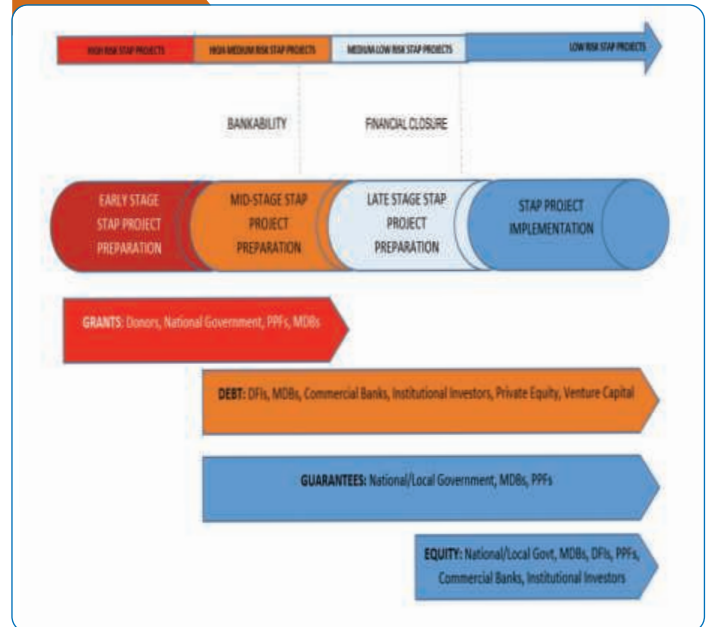 HIGH RISK STAP PROJECTS
HIGH-MEDIUM RISK STAP PROJECTS
MEDIUM LOW RISK STAP PROJECTS
LOW RISK STAP PROJECTS
BANKABILITY
FINANCIAL CLOSURE
EARLY STAGE
STAP PROJECT
PREPARATION
MID-STAGE STAP
PROJECT
PREPARATION
LATE STAGE STAP
PROJECT
PREPARATION
STAP PROJECT
IMPLEMENTATION
GRANTS: Donors, National Government, PPFs, MDBs
DEBT: DFIs, MDBs, Commercial Banks, Institutional Investors, Private Equity, Venture Capital
GUARANTEES: National/Local Government, MDBs, PPFs
EQUITY: National/Local Govt, MDBs, DFIs, PPFs,
Commercial Banks, Institutional Investors